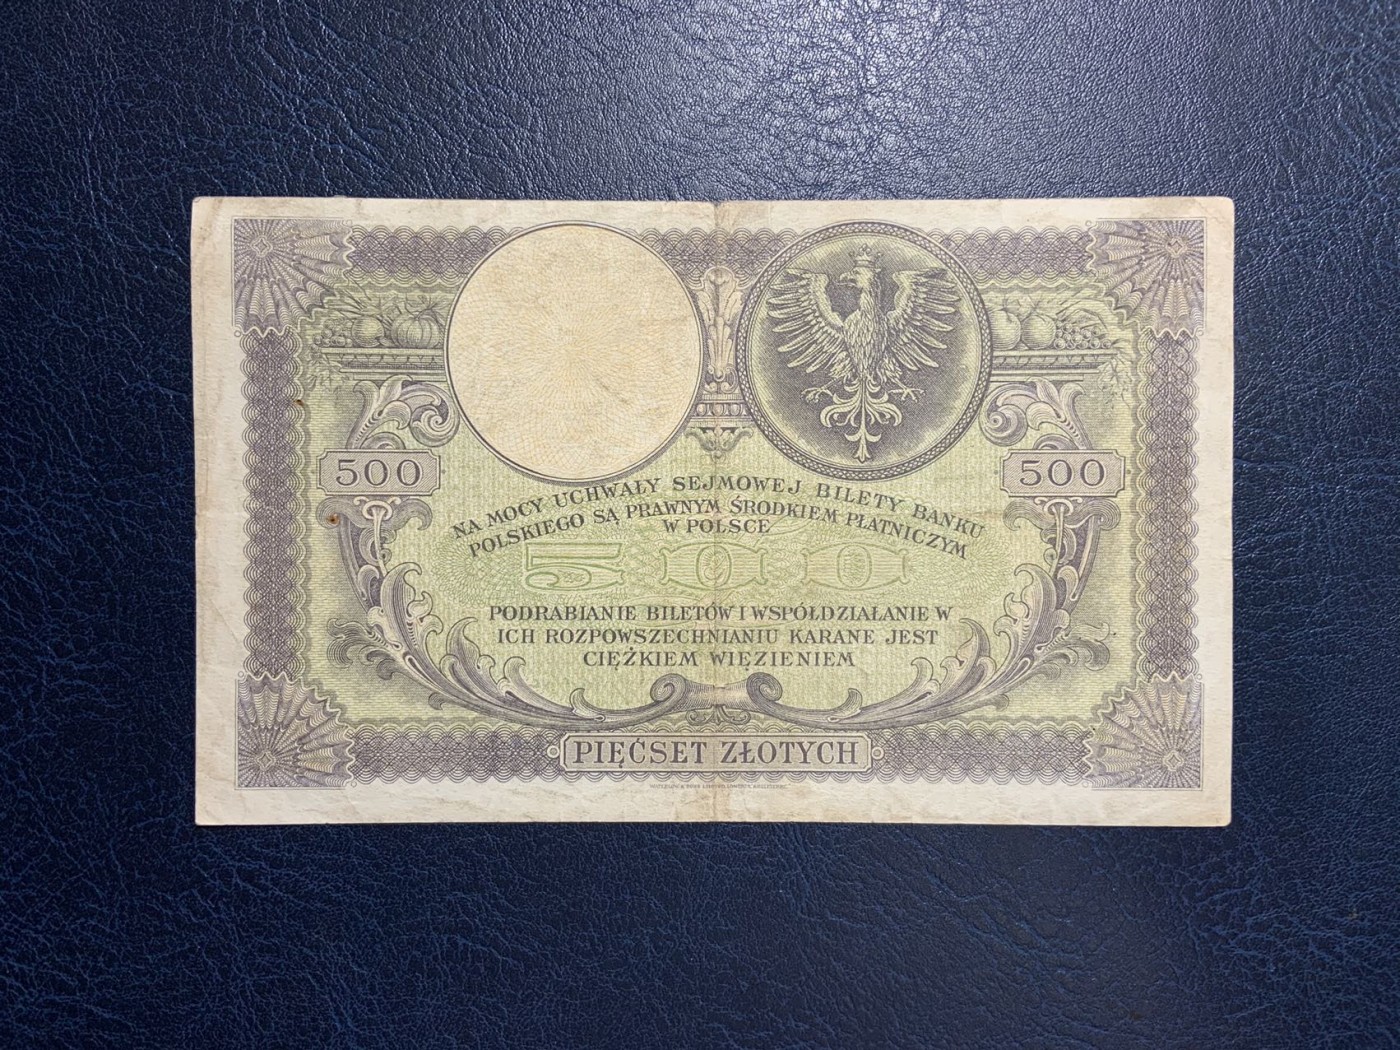 500
500
NA MOCY UCHWAŁY SEJMOWEJ BILETY BANKU
POLSKIEGO SĄ PRAWNYM ŚRODKIEM PŁATNICZYM
W POLSCE
500
PODRABIANIE BILETÓW I WSPÓŁDZIAŁANIE W
ICH ROZPOWSZECHNIANIU KARANE JEST
CIĘŻKIEM WIĘZIENIEM
PIĘĆSET ZŁOTYCH